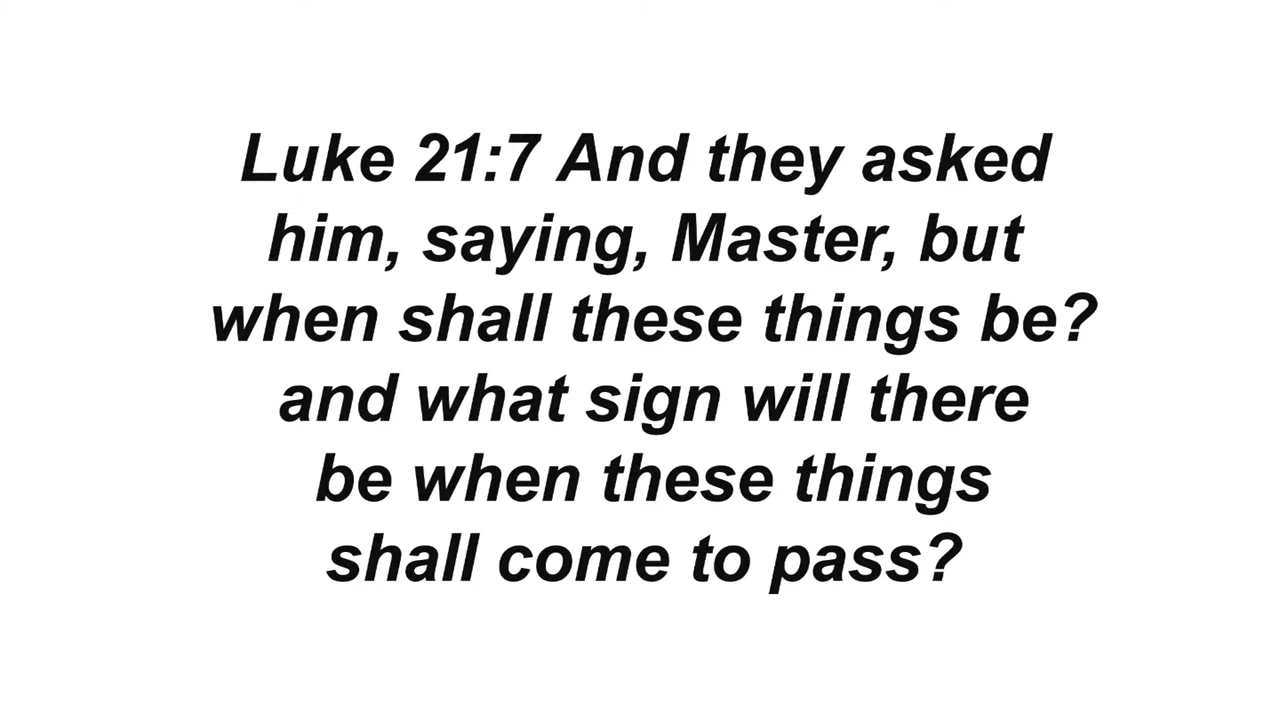 Luke 21:7 And they asked
him, saying, Master, but
when shall these things be?
and what sign will there
be when these things
shall come to pass?